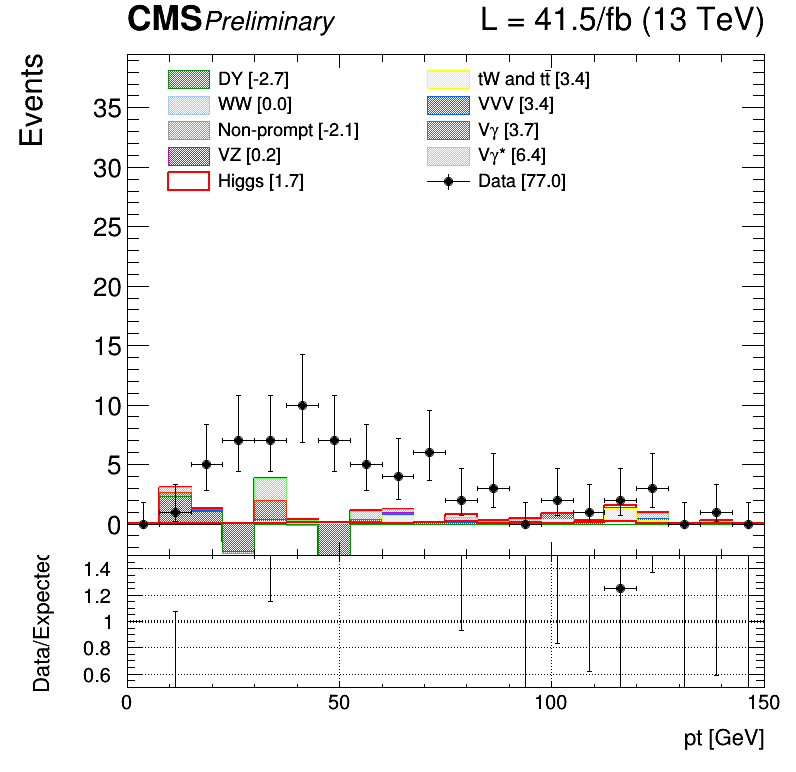 CMS Preliminary L = 41.5/fb (13 TeV)
Events
DY [-2.7]
WW [0.0]
Non-prompt [-2.1]
VZ [0.2]
Higgs [1.7]
tW and tt̄ [3.4]
VVV [3.4]
Vγ [3.7]
Vγ* [6.4]
Data [77.0]
35
30
25
20
15
10
5
0
Data/Expected
1.4
1.2
1
0.8
0.6
0 50 100 150
pt [GeV]